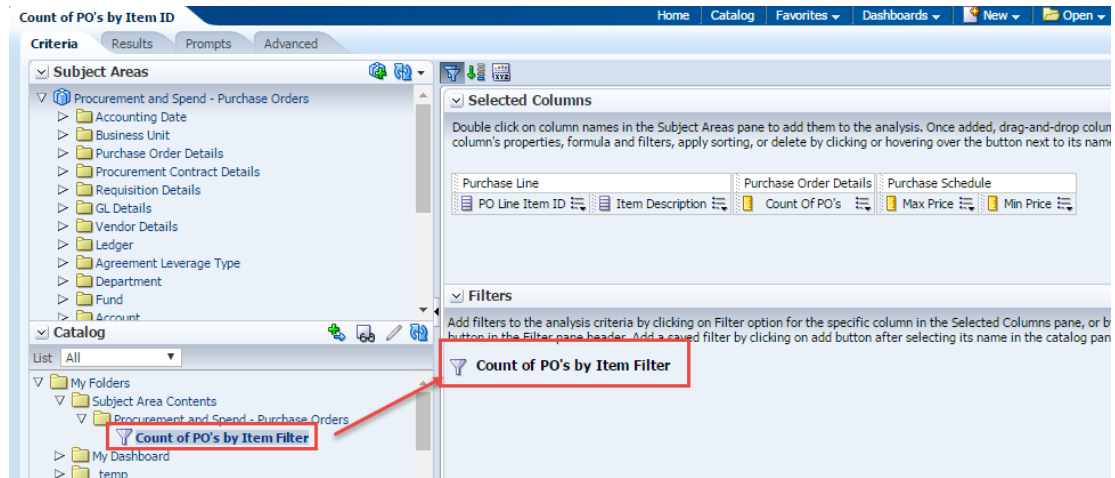 Count of PO's by Item ID
Home Catalog Favorites Dashboards New Open
Criteria Results Prompts Advanced
Subject Areas
Procurement and Spend - Purchase Orders
Accounting Date
Business Unit
Purchase Order Details
Procurement Contract Details
Requisition Details
GL Details
Vendor Details
Ledger
Agreement Leverage Type
Department
Fund
Account
Catalog
List All
My Folders
Subject Area Contents
Procurement and Spend - Purchase Orders
Count of PO's by Item Filter
My Dashboard
temp
Selected Columns
Double click on column names in the Subject Areas pane to add them to the analysis. Once added, drag-and-drop colum
column's properties, formula and filters, apply sorting, or delete by clicking or hovering over the button next to its name
Purchase Line Purchase Order Details Purchase Schedule
PO Line Item ID Item Description Count Of PO's Max Price Min Price
Filters
Add filters to the analysis criteria by clicking on Filter option for the specific column in the Selected Columns pane, or b
button in the Filter pane header. Add a saved filter by clicking on add button after selecting its name in the catalog pan
Count of PO's by Item Filter